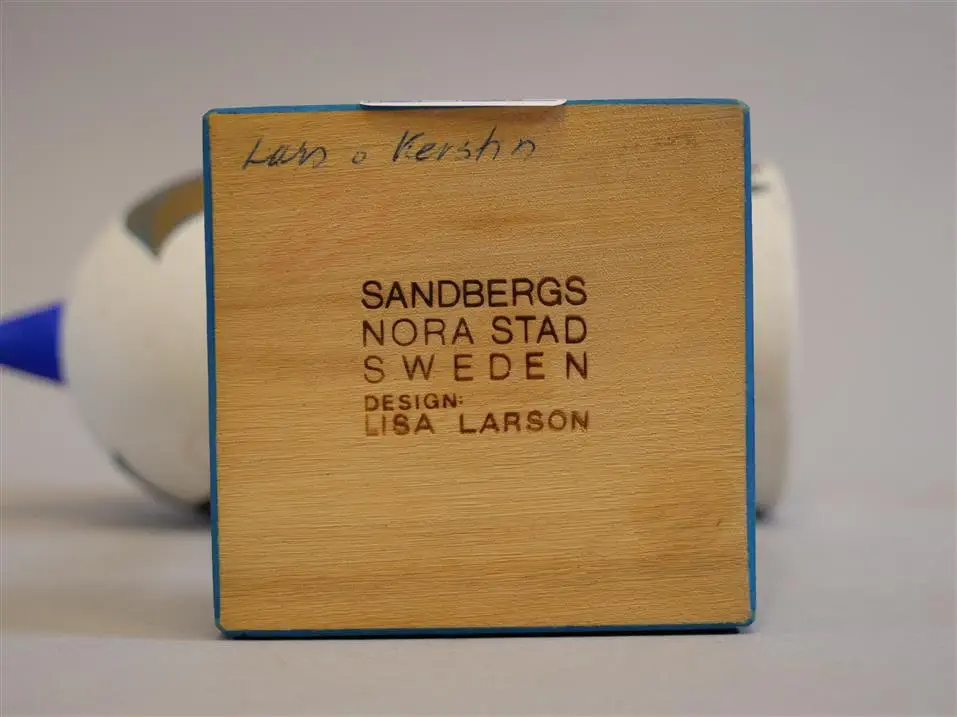 Lars o Kerstin
SANDBERGS
NORA STAD
SWEDEN
DESIGN:
LISA LARSON